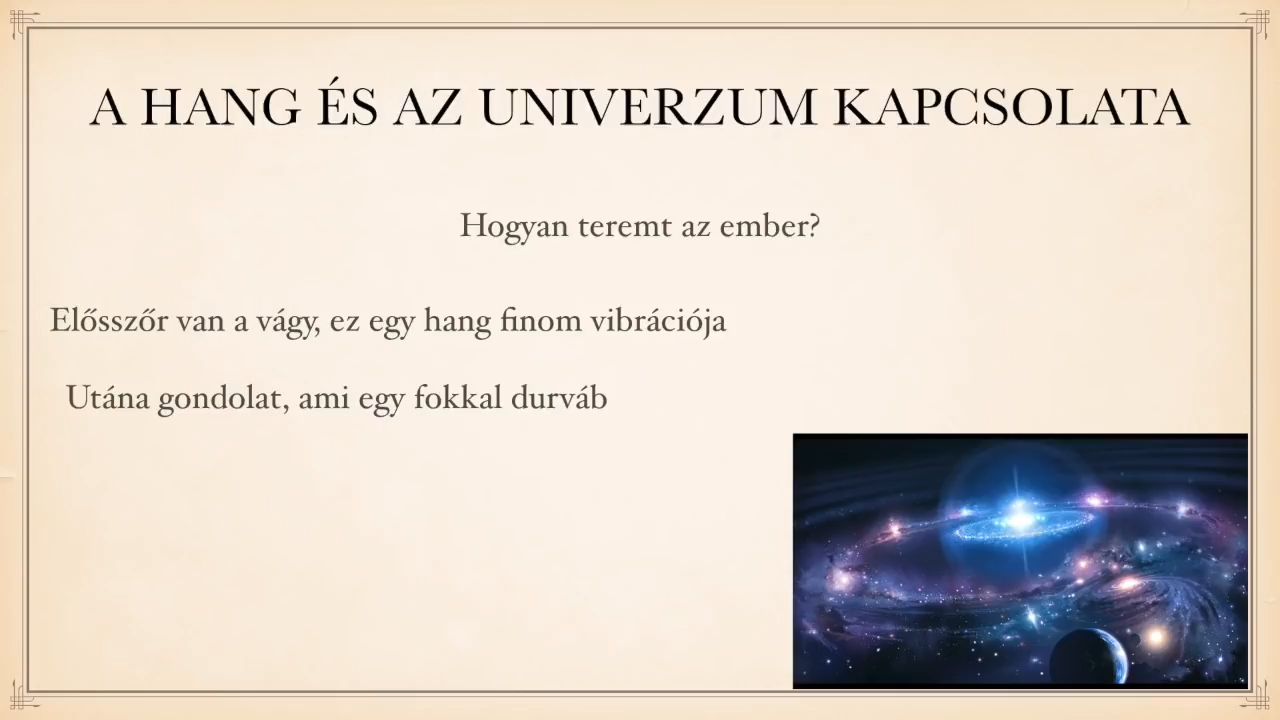 A HANG ÉS AZ UNIVERZUM KAPCSOLATA
Hogyan teremt az ember?
Elősszőr van a vágy, ez egy hang finom vibrációja
Utána gondolat, ami egy fokkal durváb